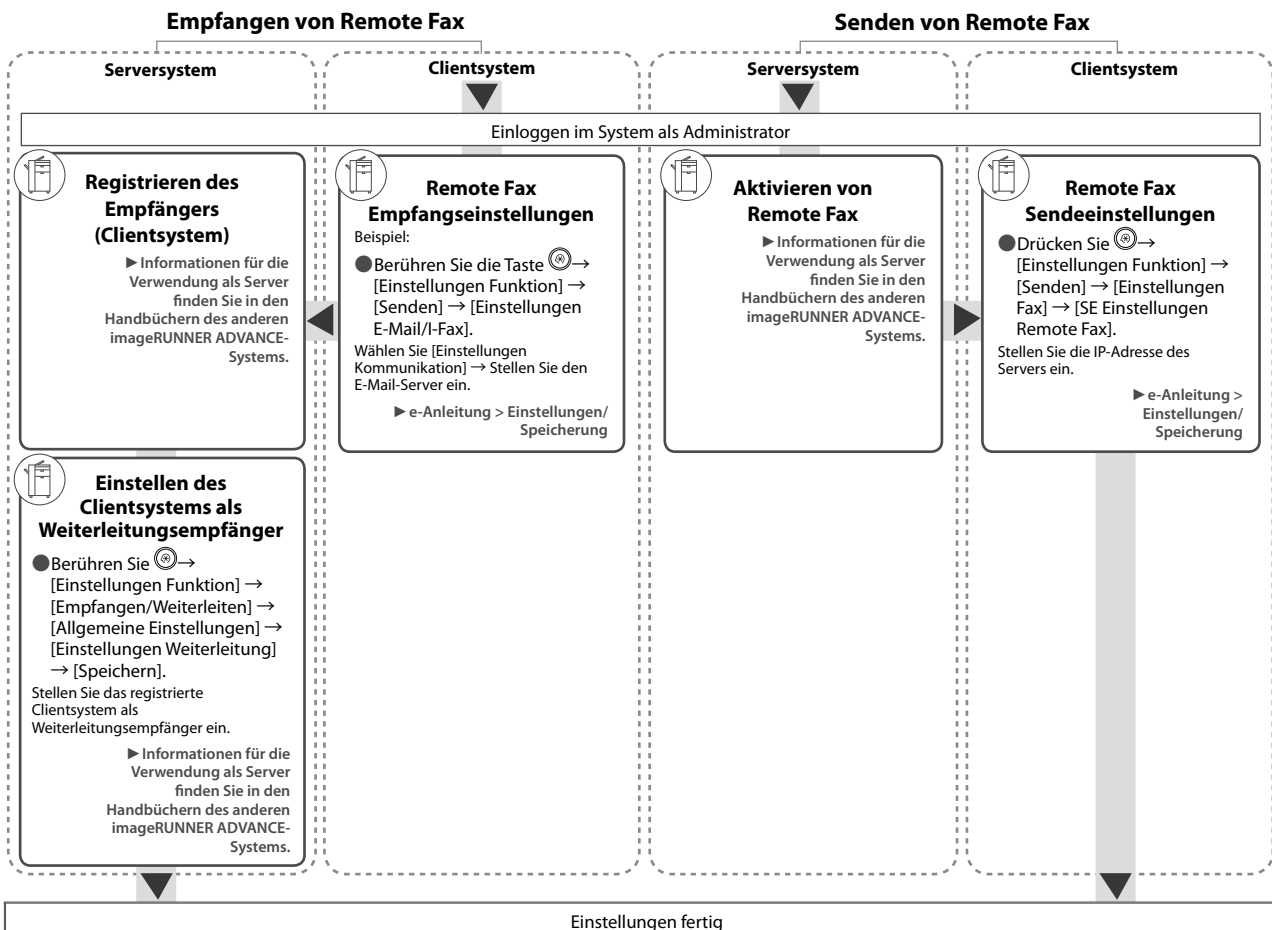 Empfangen von Remote Fax
Senden von Remote Fax
Serversystem
Clientsystem
Serversystem
Clientsystem
Einloggen im System als Administrator
Registrieren des
Empfängers
(Clientsystem)
►Informationen für die
Verwendung als Server
finden Sie in den
Handbüchern des anderen
imageRUNNER ADVANCE-
Systems.
Remote Fax
Empfangseinstellungen
Beispiel:
●Berühren Sie die Taste →
[Einstellungen Funktion] →
[Senden] → [Einstellungen
E-Mail/I-Fax].
Wählen Sie [Einstellungen
Kommunikation] → Stellen Sie den
E-Mail-Server ein.
►e-Anleitung > Einstellungen/
Speicherung
Aktivieren von
Remote Fax
►Informationen für die
Verwendung als Server
finden Sie in den
Handbüchern des anderen
imageRUNNER ADVANCE-
Systems.
Remote Fax
Sendeeinstellungen
●Drücken Sie →
[Einstellungen Funktion] →
[Senden] → [Einstellungen
Fax] → [SE Einstellungen
Remote Fax].
Stellen Sie die IP-Adresse des
Servers ein.
►e-Anleitung >
Einstellungen/
Speicherung
Einstellen des
Clientsystems als
Weiterleitungsempfänger
●Berühren Sie →
[Einstellungen Funktion] →
[Empfangen/Weiterleiten] →
[Allgemeine Einstellungen] →
[Einstellungen Weiterleitung]
→ [Speichern].
Stellen Sie das registrierte
Clientsystem als
Weiterleitungsempfänger ein.
►Informationen für die
Verwendung als Server
finden Sie in den
Handbüchern des anderen
imageRUNNER ADVANCE-
Systems.
Einstellungen fertig